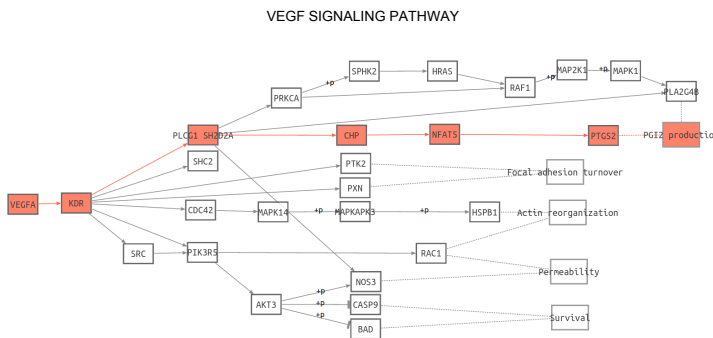 VEGF SIGNALING PATHWAY
SPHK2
HRAS
MAP2K1
MAPK1
+p
+p
+p
RAF1
PLA2G4B
PRKCA
PLCG1 SH2D2A
CHP
NFAT5
PTGS2
PGI2 production
SHC2
PTK2
Focal adhesion turnover
PXN
VEGFA
KDR
CDC42
MAPK14
+p
MAPKAPK3
+p
HSPB1
Actin reorganization
SRC
PIK3R5
RAC1
Permeability
NOS3
+p
AKT3
+p
CASP9
+p
BAD
Survival